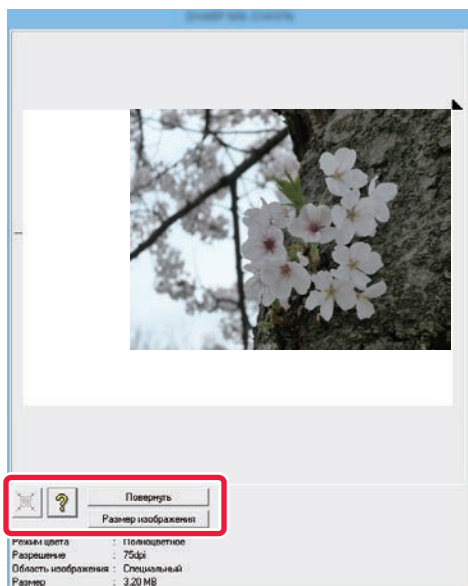 ?
Повернуть
Размер изображения
Режим цвета : Полноцветное
Разрешение : 75dpi
Область изображения : Специальный
Размер : 3.20 MB